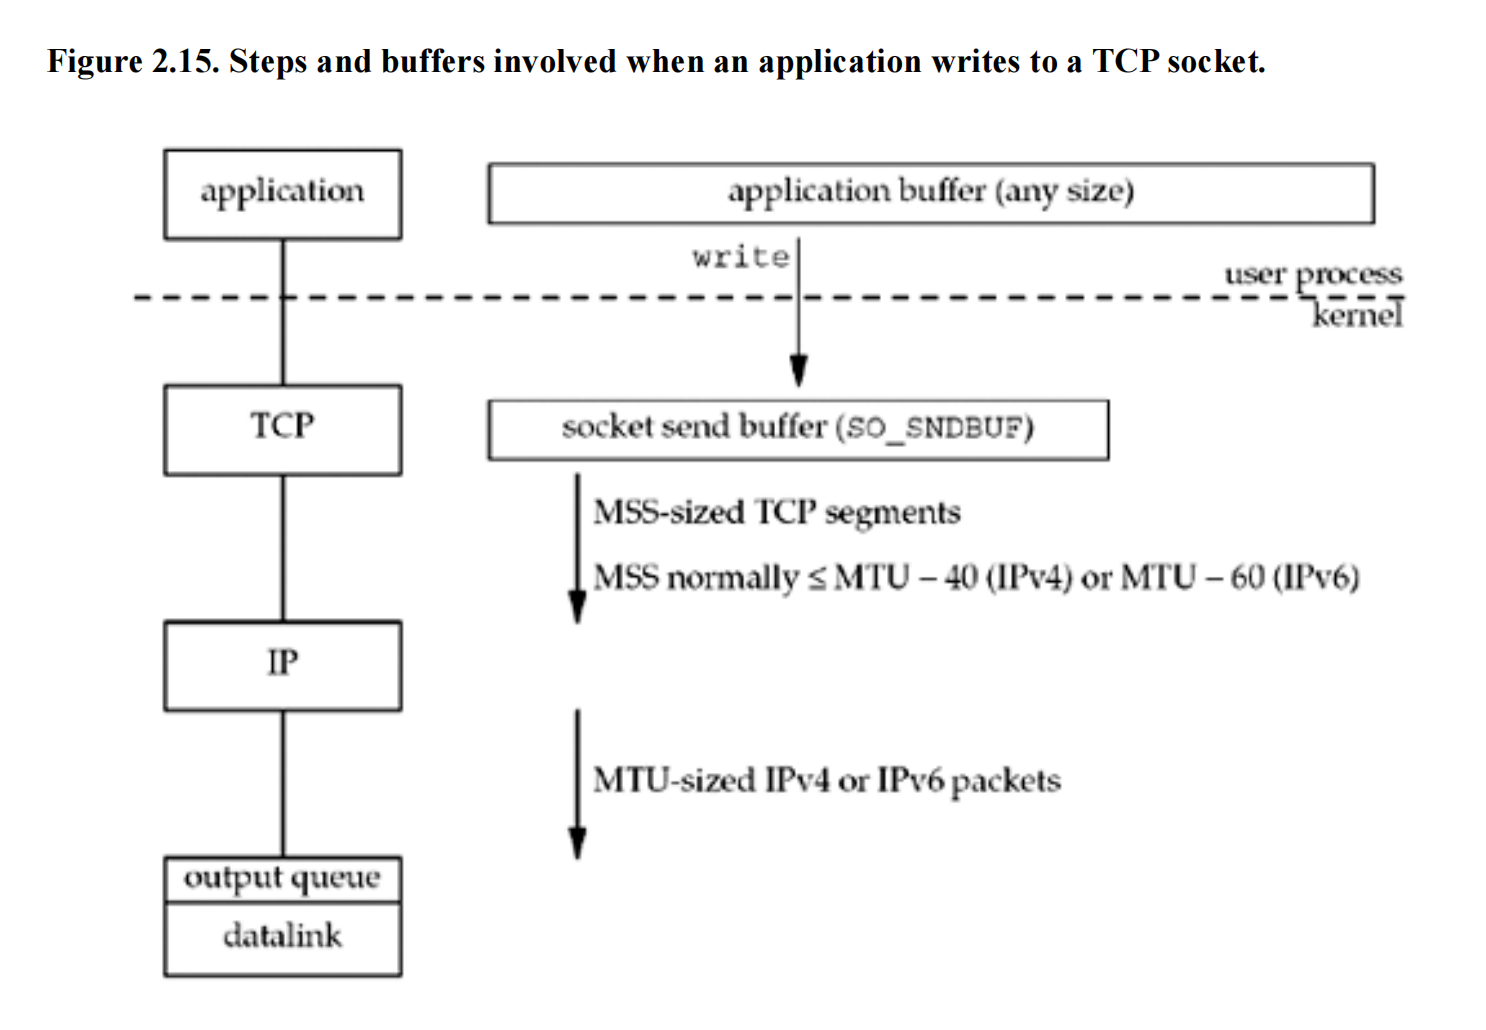 Figure 2.15. Steps and buffers involved when an application writes to a TCP socket.
application
application buffer (any size)
write
user process
kernel
TCP
socket send buffer (SO_SNDBUF)
MSS-sized TCP segments
MSS normally ≤ MTU – 40 (IPv4) or MTU – 60 (IPv6)
IP
MTU-sized IPv4 or IPv6 packets
output queue
datalink